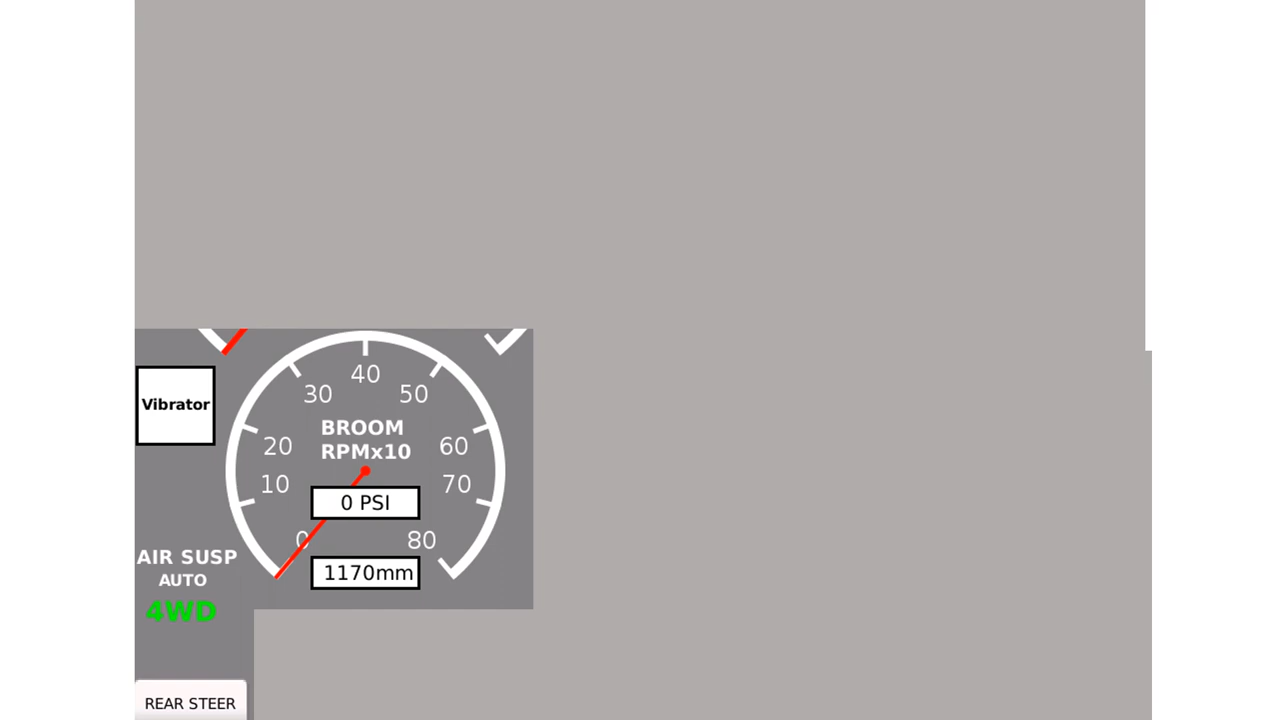 40
30
50
Vibrator
BROOM
RPMx10
20
60
10
70
0 PSI
0
80
AIR SUSP
AUTO
1170mm
4WD
REAR STEER